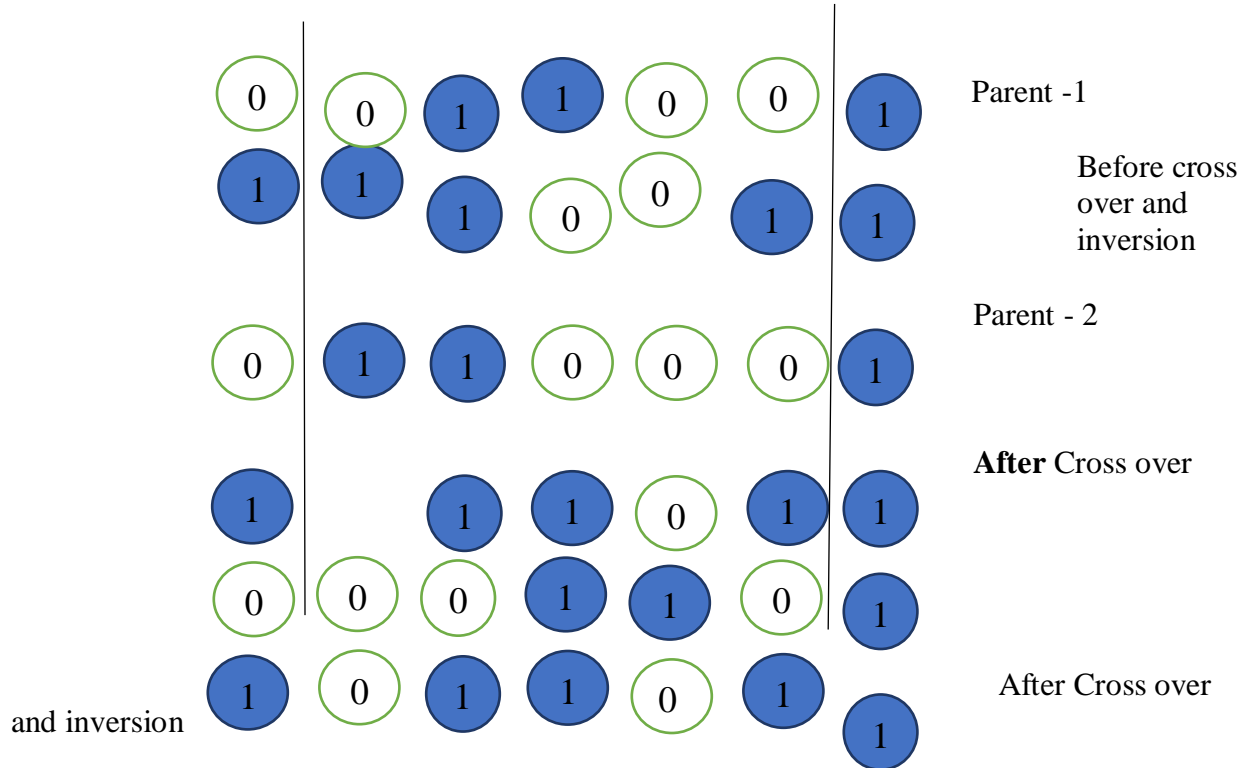 0 0 1 1 0 0 1 Parent -1
1 1 1 0 0 1 1 Before cross
over and
inversion
Parent - 2
0 1 1 0 0 0 1
After Cross over
1 1 1 0 1 1
0 0 0 1 1 0 1
1 0 1 1 0 1 1 After Cross over
and inversion